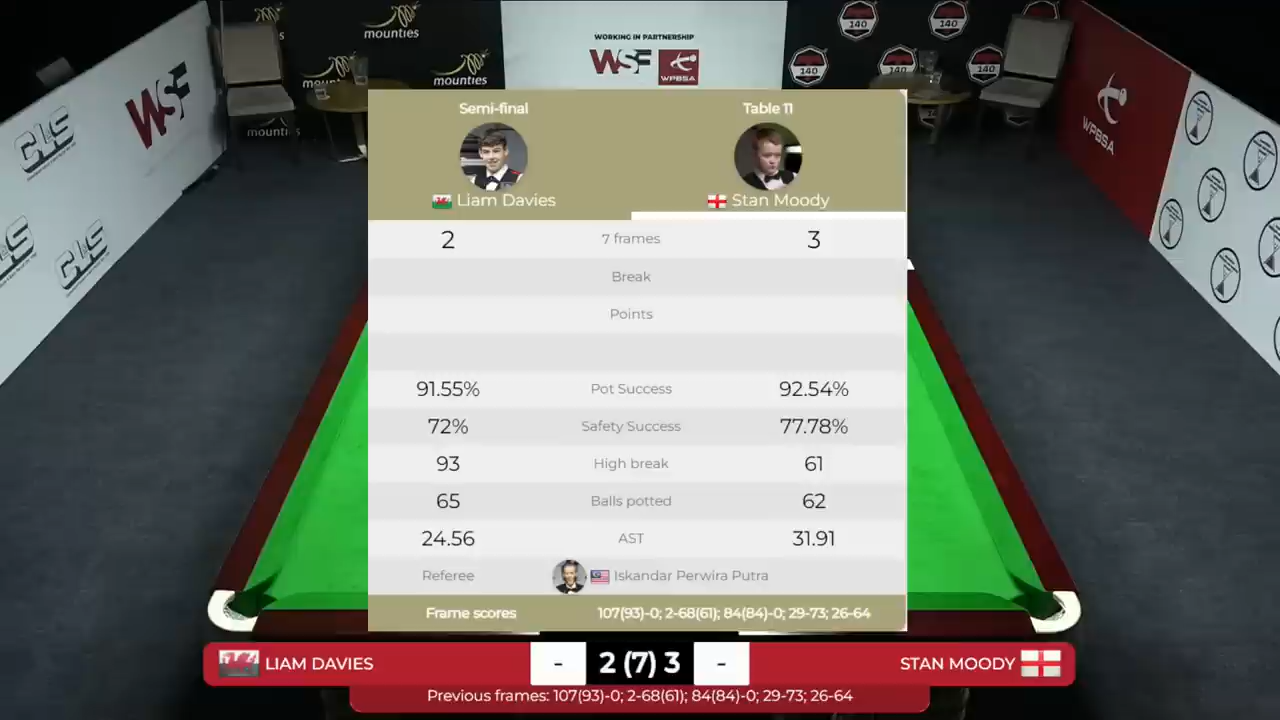 mounties
mounties
mounties
mounties
WORKING IN PARTNERSHIP
WSF WPBSA
140
140
140
140
140
WSF
CLS
CLS
WPBSA
Semi-final Table 11
Liam Davies Stan Moody
2 7 frames 3
Break
Points
91.55% Pot Success 92.54%
72% Safety Success 77.78%
93 High break 61
65 Balls potted 62
24.56 AST 31.91
Referee Iskandar Perwira Putra
Frame scores 107(93)-0; 2-68(61); 84(84)-0; 29-73; 26-64
LIAM DAVIES - 2 (7) 3 - STAN MOODY
Previous frames: 107(93)-0; 2-68(61); 84(84)-0; 29-73; 26-64